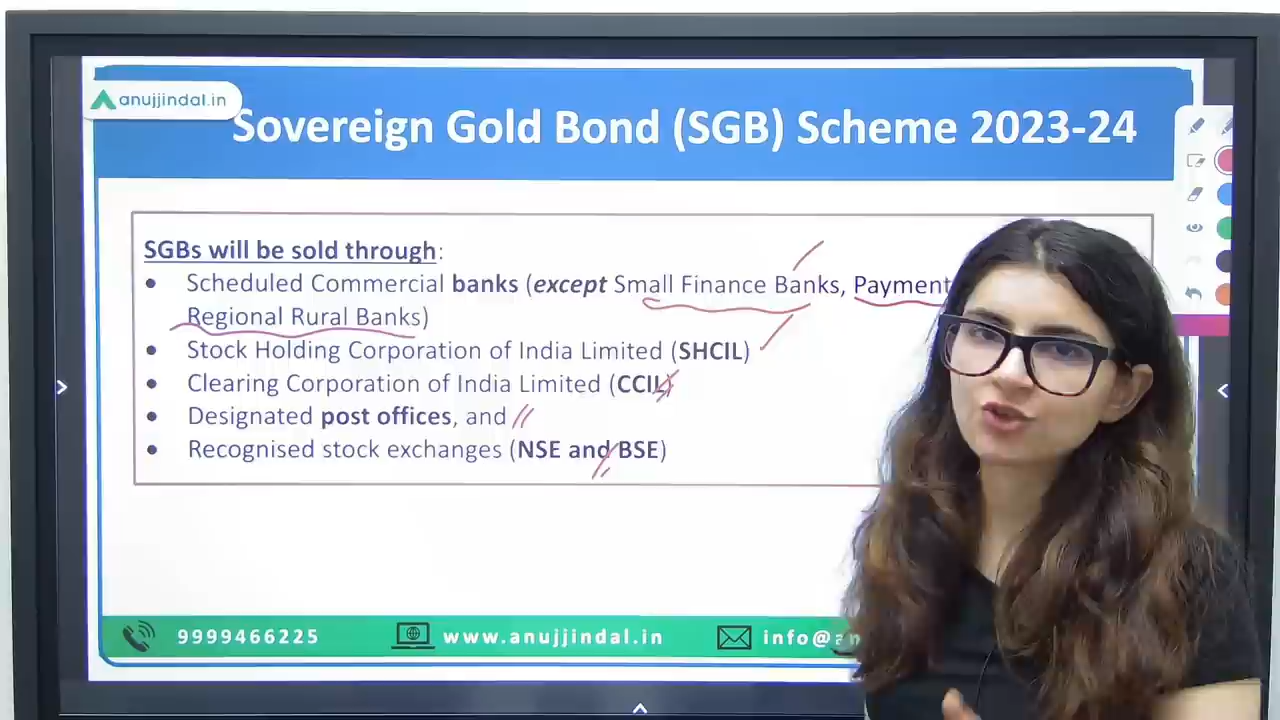 anujjindal.in
Sovereign Gold Bond (SGB) Scheme 2023-24
SGBs will be sold through:
• Scheduled Commercial banks (except Small Finance Banks, Payment
Regional Rural Banks)
• Stock Holding Corporation of India Limited (SHCIL)
• Clearing Corporation of India Limited (CCIL)
• Designated post offices, and
• Recognised stock exchanges (NSE and BSE)
9999466225 www.anujjindal.in info@an